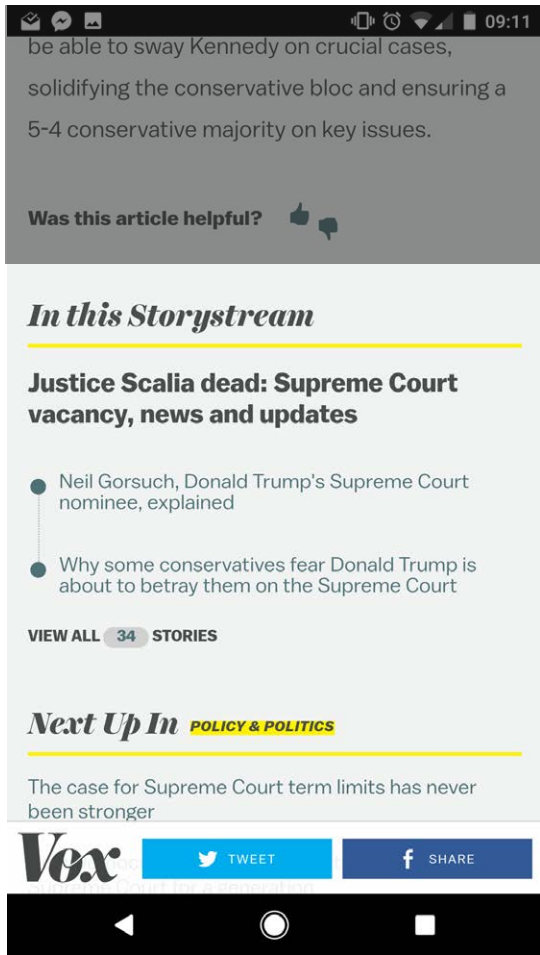 09:11
be able to sway Kennedy on crucial cases,
solidifying the conservative bloc and ensuring a
5-4 conservative majority on key issues.
Was this article helpful?
In this Storystream
Justice Scalia dead: Supreme Court
vacancy, news and updates
Neil Gorsuch, Donald Trump's Supreme Court
nominee, explained
Why some conservatives fear Donald Trump is
about to betray them on the Supreme Court
VIEW ALL 34 STORIES
Next Up In POLICY & POLITICS
The case for Supreme Court term limits has never
been stronger
Vox TWEET f SHARE
Supreme Court for a generation